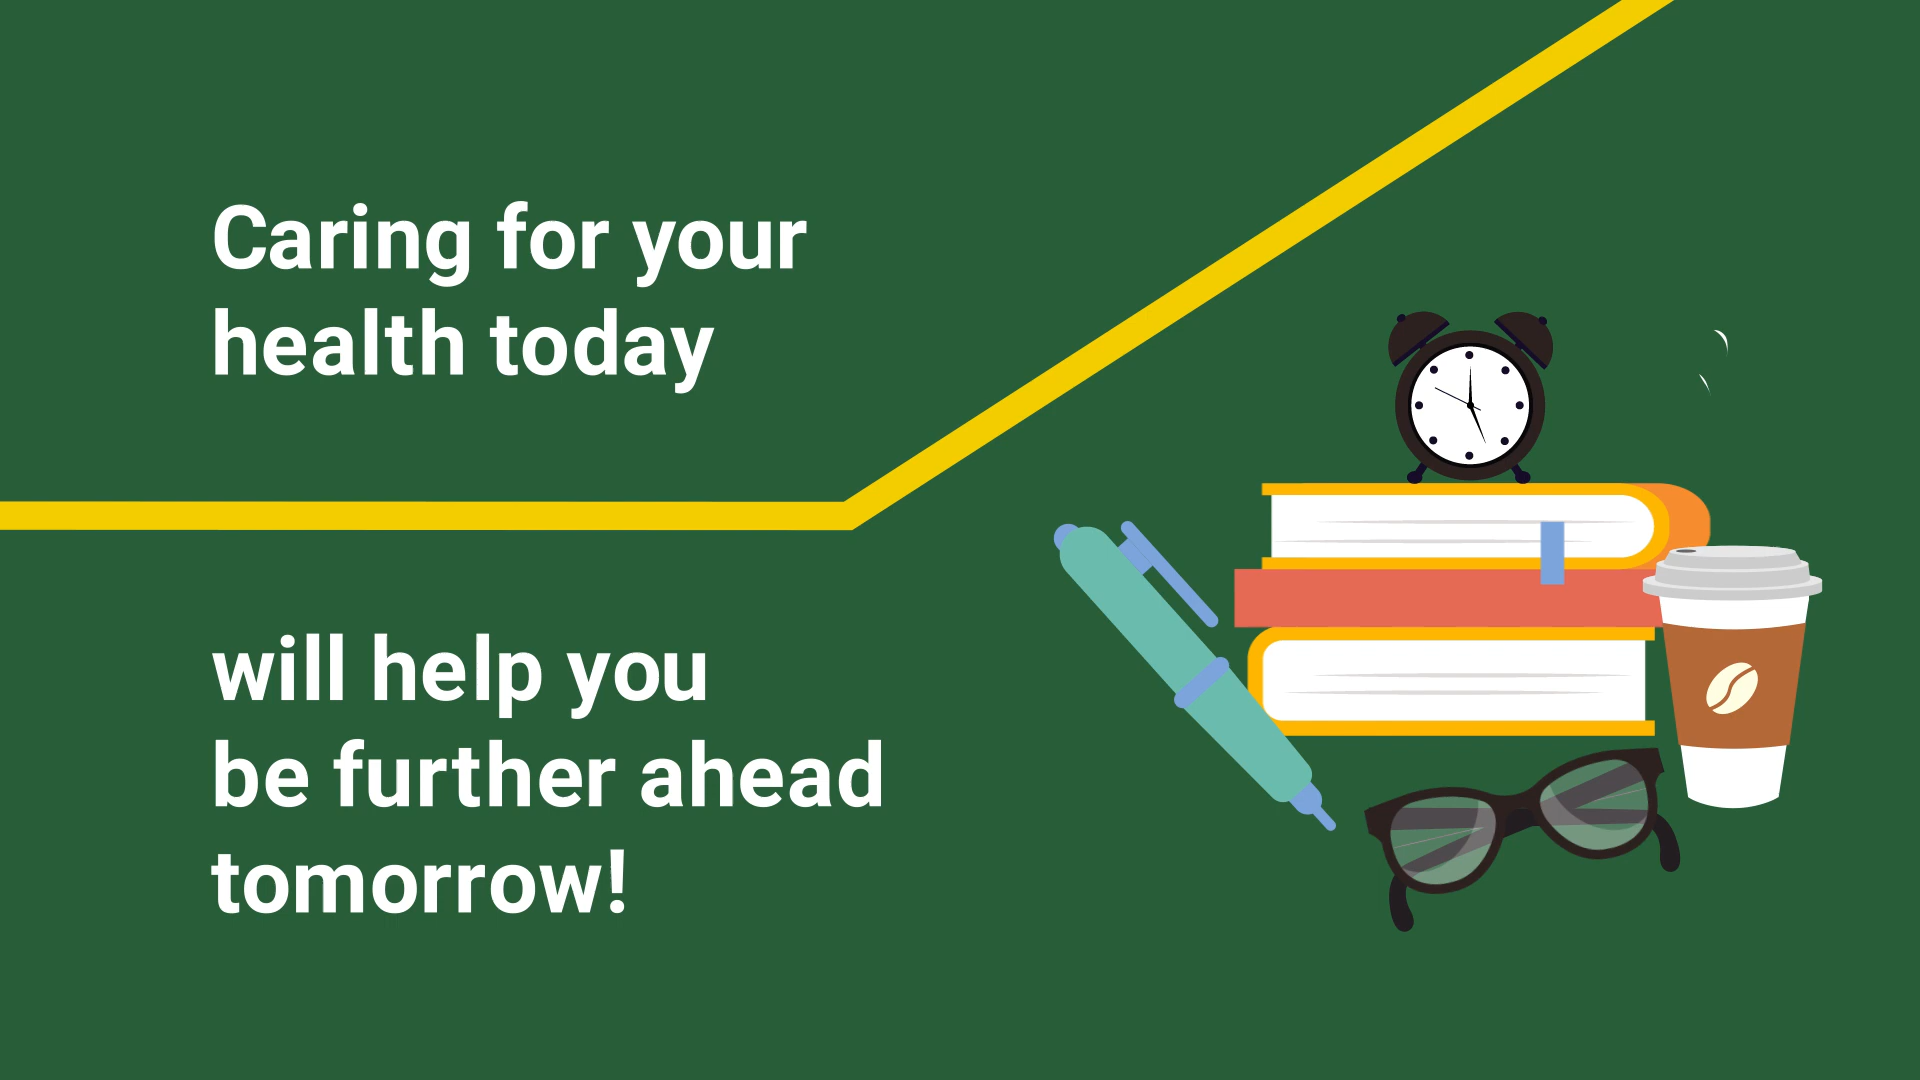 Caring for your
health today
will help you
be further ahead
tomorrow!